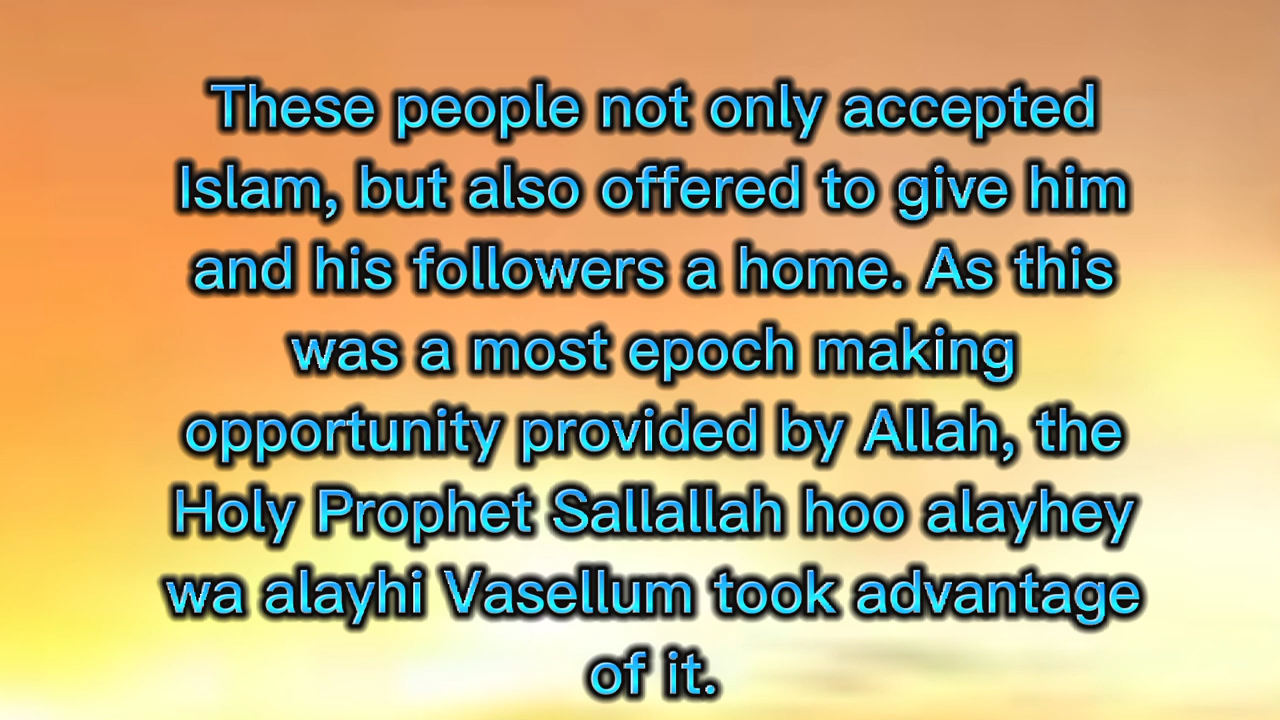 These people not only accepted
Islam, but also offered to give him
and his followers a home. As this
was a most epoch making
opportunity provided by Allah, the
Holy Prophet Sallallah hoo alayhey
wa alayhi Vasellum took advantage
of it.